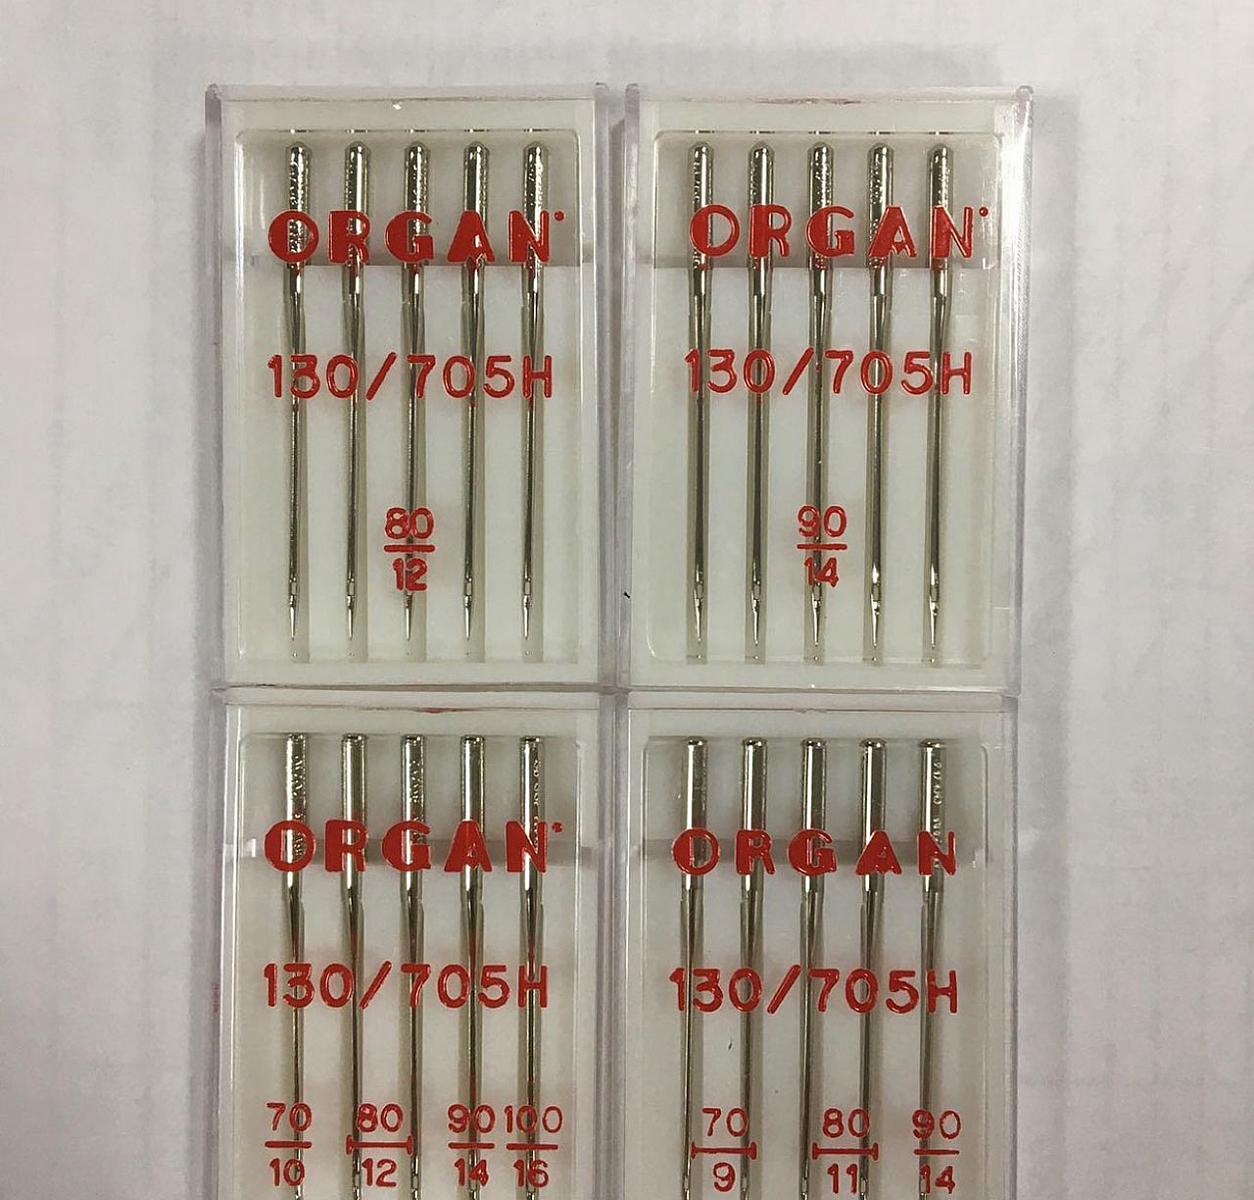 ORGAN
130/705H
80
12
ORGAN
130/705H
90
14
ORGAN
130/705H
70 80 90 100
10 12 14 16
ORGAN
130/705H
70 80 90
9 11 14